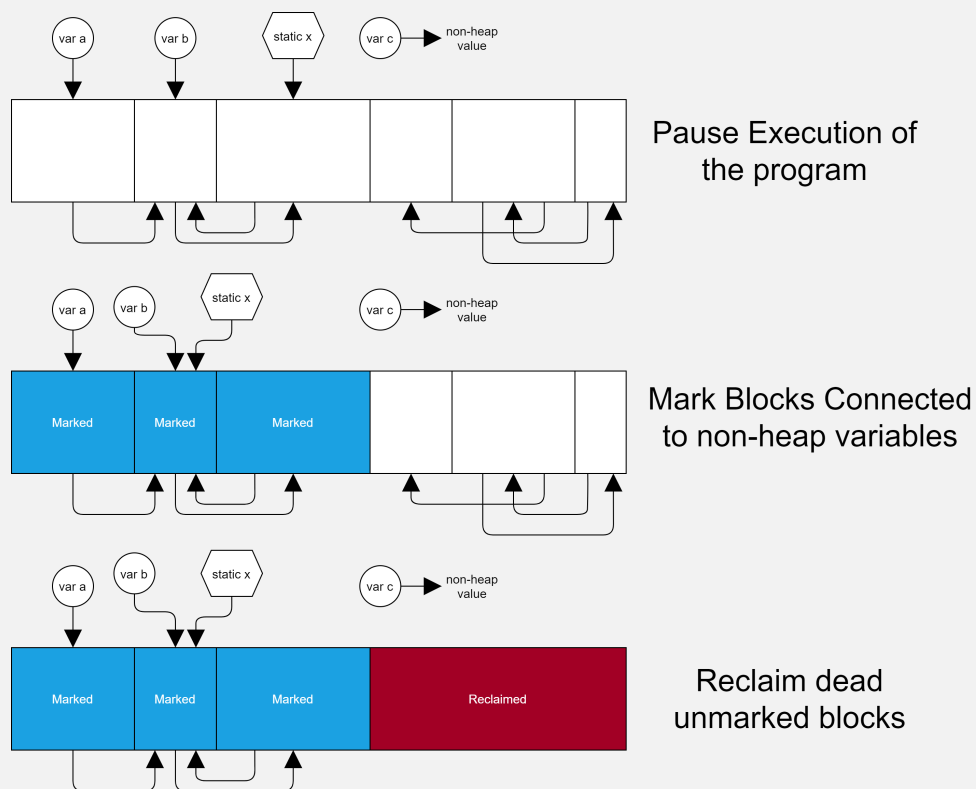 var a
var b
static x
var c
non-heap
value
Pause Execution of
the program
var a
var b
static x
var c
non-heap
value
Marked
Marked
Marked
Mark Blocks Connected
to non-heap variables
var a
var b
static x
var c
non-heap
value
Marked
Marked
Marked
Reclaimed
Reclaim dead
unmarked blocks